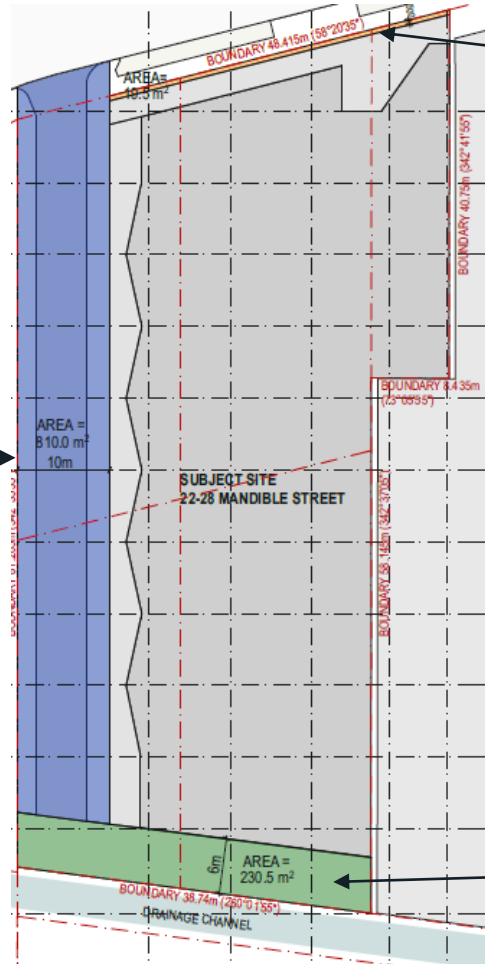 BOUNDARY 48.415m (58°20'35")
AREA=
19.5 m²
BOUNDARY 40.75m (342°41'55")
BOUNDARY 8.435m
(73°05'55")
AREA =
810.0 m²
10m
SUBJECT SITE
22-28 MANDIBLE STREET
BOUNDARY 58.145m (342°37'05")
6m
AREA =
230.5 m²
BOUNDARY 38.74m (260°01'55")
DRAINAGE CHANNEL